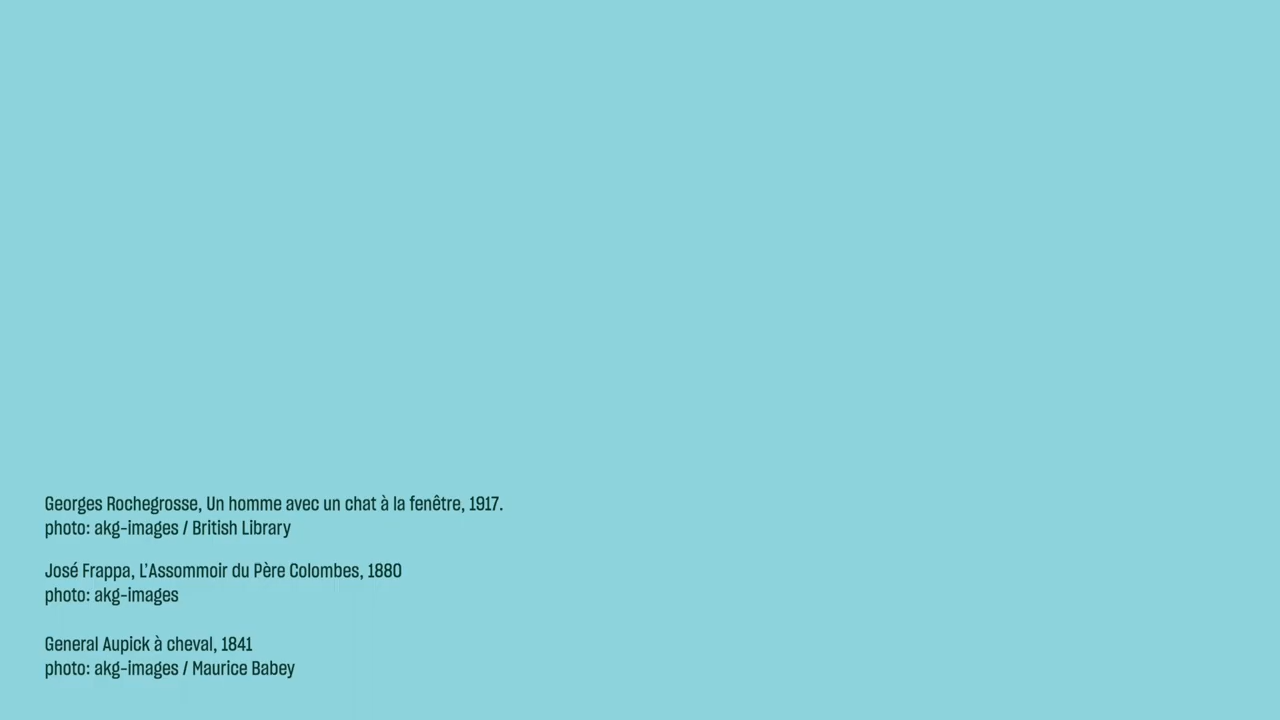 Georges Rochegrosse, Un homme avec un chat à la fenêtre, 1917.
photo: akg-images / British Library
José Frappa, L'Assommoir du Père Colombes, 1880
photo: akg-images
General Aupick à cheval, 1841
photo: akg-images / Maurice Babey